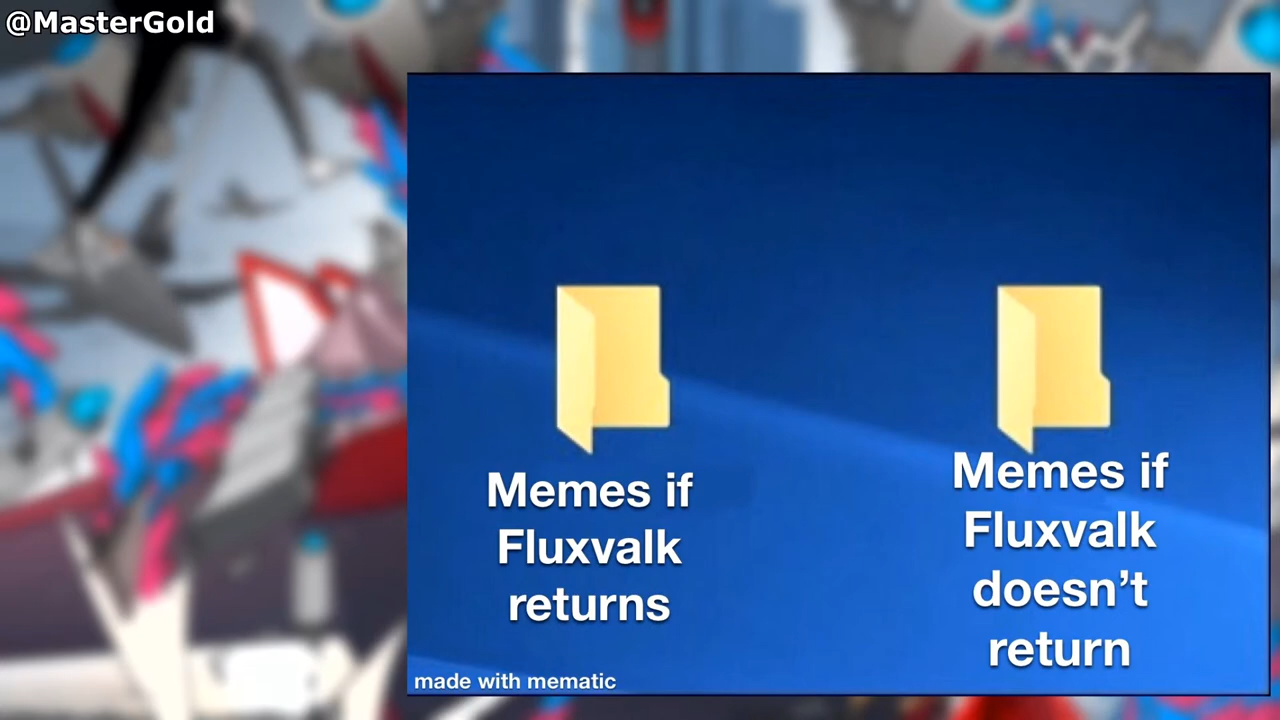 @MasterGold
Memes if
Fluxvalk
returns
Memes if
Fluxvalk
doesn’t
return
made with mematic